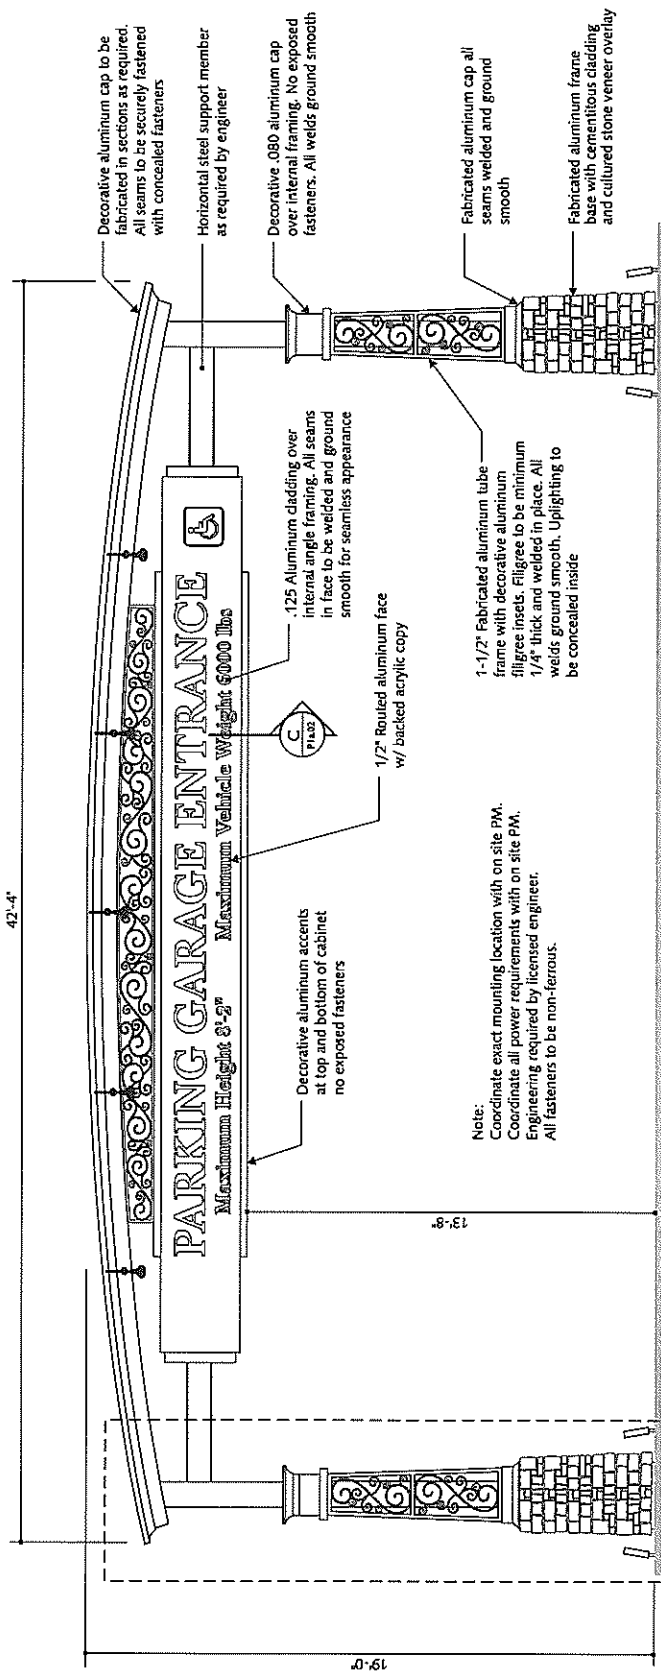 42'-4"
Decorative aluminum cap to be
fabricated in sections as required.
All seams to be securely fastened
with concealed fasteners
Horizontal steel support member
as required by engineer
Decorative .080 aluminum cap
over internal framing. No exposed
fasteners. All welds ground smooth
Fabricated aluminum cap all
seams welded and ground
smooth
Fabricated aluminum frame
base with cementitous cladding
and cultured stone veneer overlay
PARKING GARAGE ENTRANCE
Maximum Height 8'-2" Maximum Vehicle Weight 6000 lbs
.125 Aluminum cladding over
internal angle framing. All seams
in face to be welded and ground
smooth for seamless appearance
C
P1a.02
1/2" Routed aluminum face
w/ backed acrylic copy
Decorative aluminum accents
at top and bottom of cabinet
no exposed fasteners
1-1/2" Fabricated aluminum tube
frame with decorative aluminum
filigree insets. Filigree to be minimum
1/4" thick and welded in place. All
welds ground smooth. Uplighting to
be concealed inside
Note:
Coordinate exact mounting location with on site PM.
Coordinate all power requirements with on site PM.
Engineering required by licensed engineer.
All fasteners to be non-ferrous.
13'-8"
19'-0"